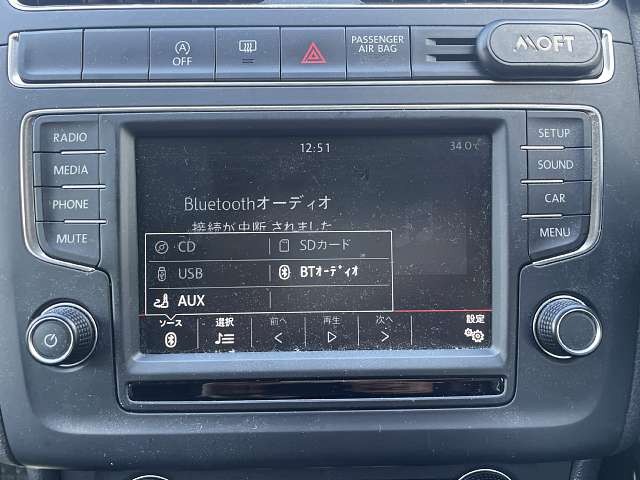 OFF
PASSENGER
AIR BAG
MOFT
RADIO
MEDIA
PHONE
MUTE
SETUP
SOUND
CAR
MENU
12:51
34.0℃
Bluetoothオーディオ
接続が中断されました
CD
SDカード
USB
BTオーディオ
AUX
ソース
選択
前へ
再生
次へ
設定